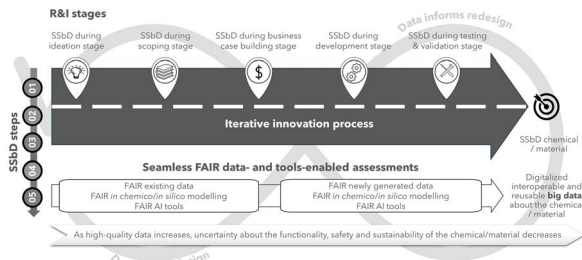 R&I stages
Data informs redesign
SSbD during
ideation stage
SSbD during
scoping stage
SSbD during business
case building stage
SSbD during
development stage
SSbD during testing
& validation stage
$
SSbD steps
01
02
03
04
05
Iterative innovation process
SSbD chemical
/ material
Seamless FAIR data- and tools-enabled assessments
FAIR existing data
FAIR in chemico/in silico modelling
FAIR AI tools
FAIR newly generated data
FAIR in chemico/in silico modelling
FAIR AI tools
Digitalized
interoperable and
reusable big data
about the chemical
/ material
As high-quality data increases, uncertainty about the functionality, safety and sustainability of the chemical/material decreases